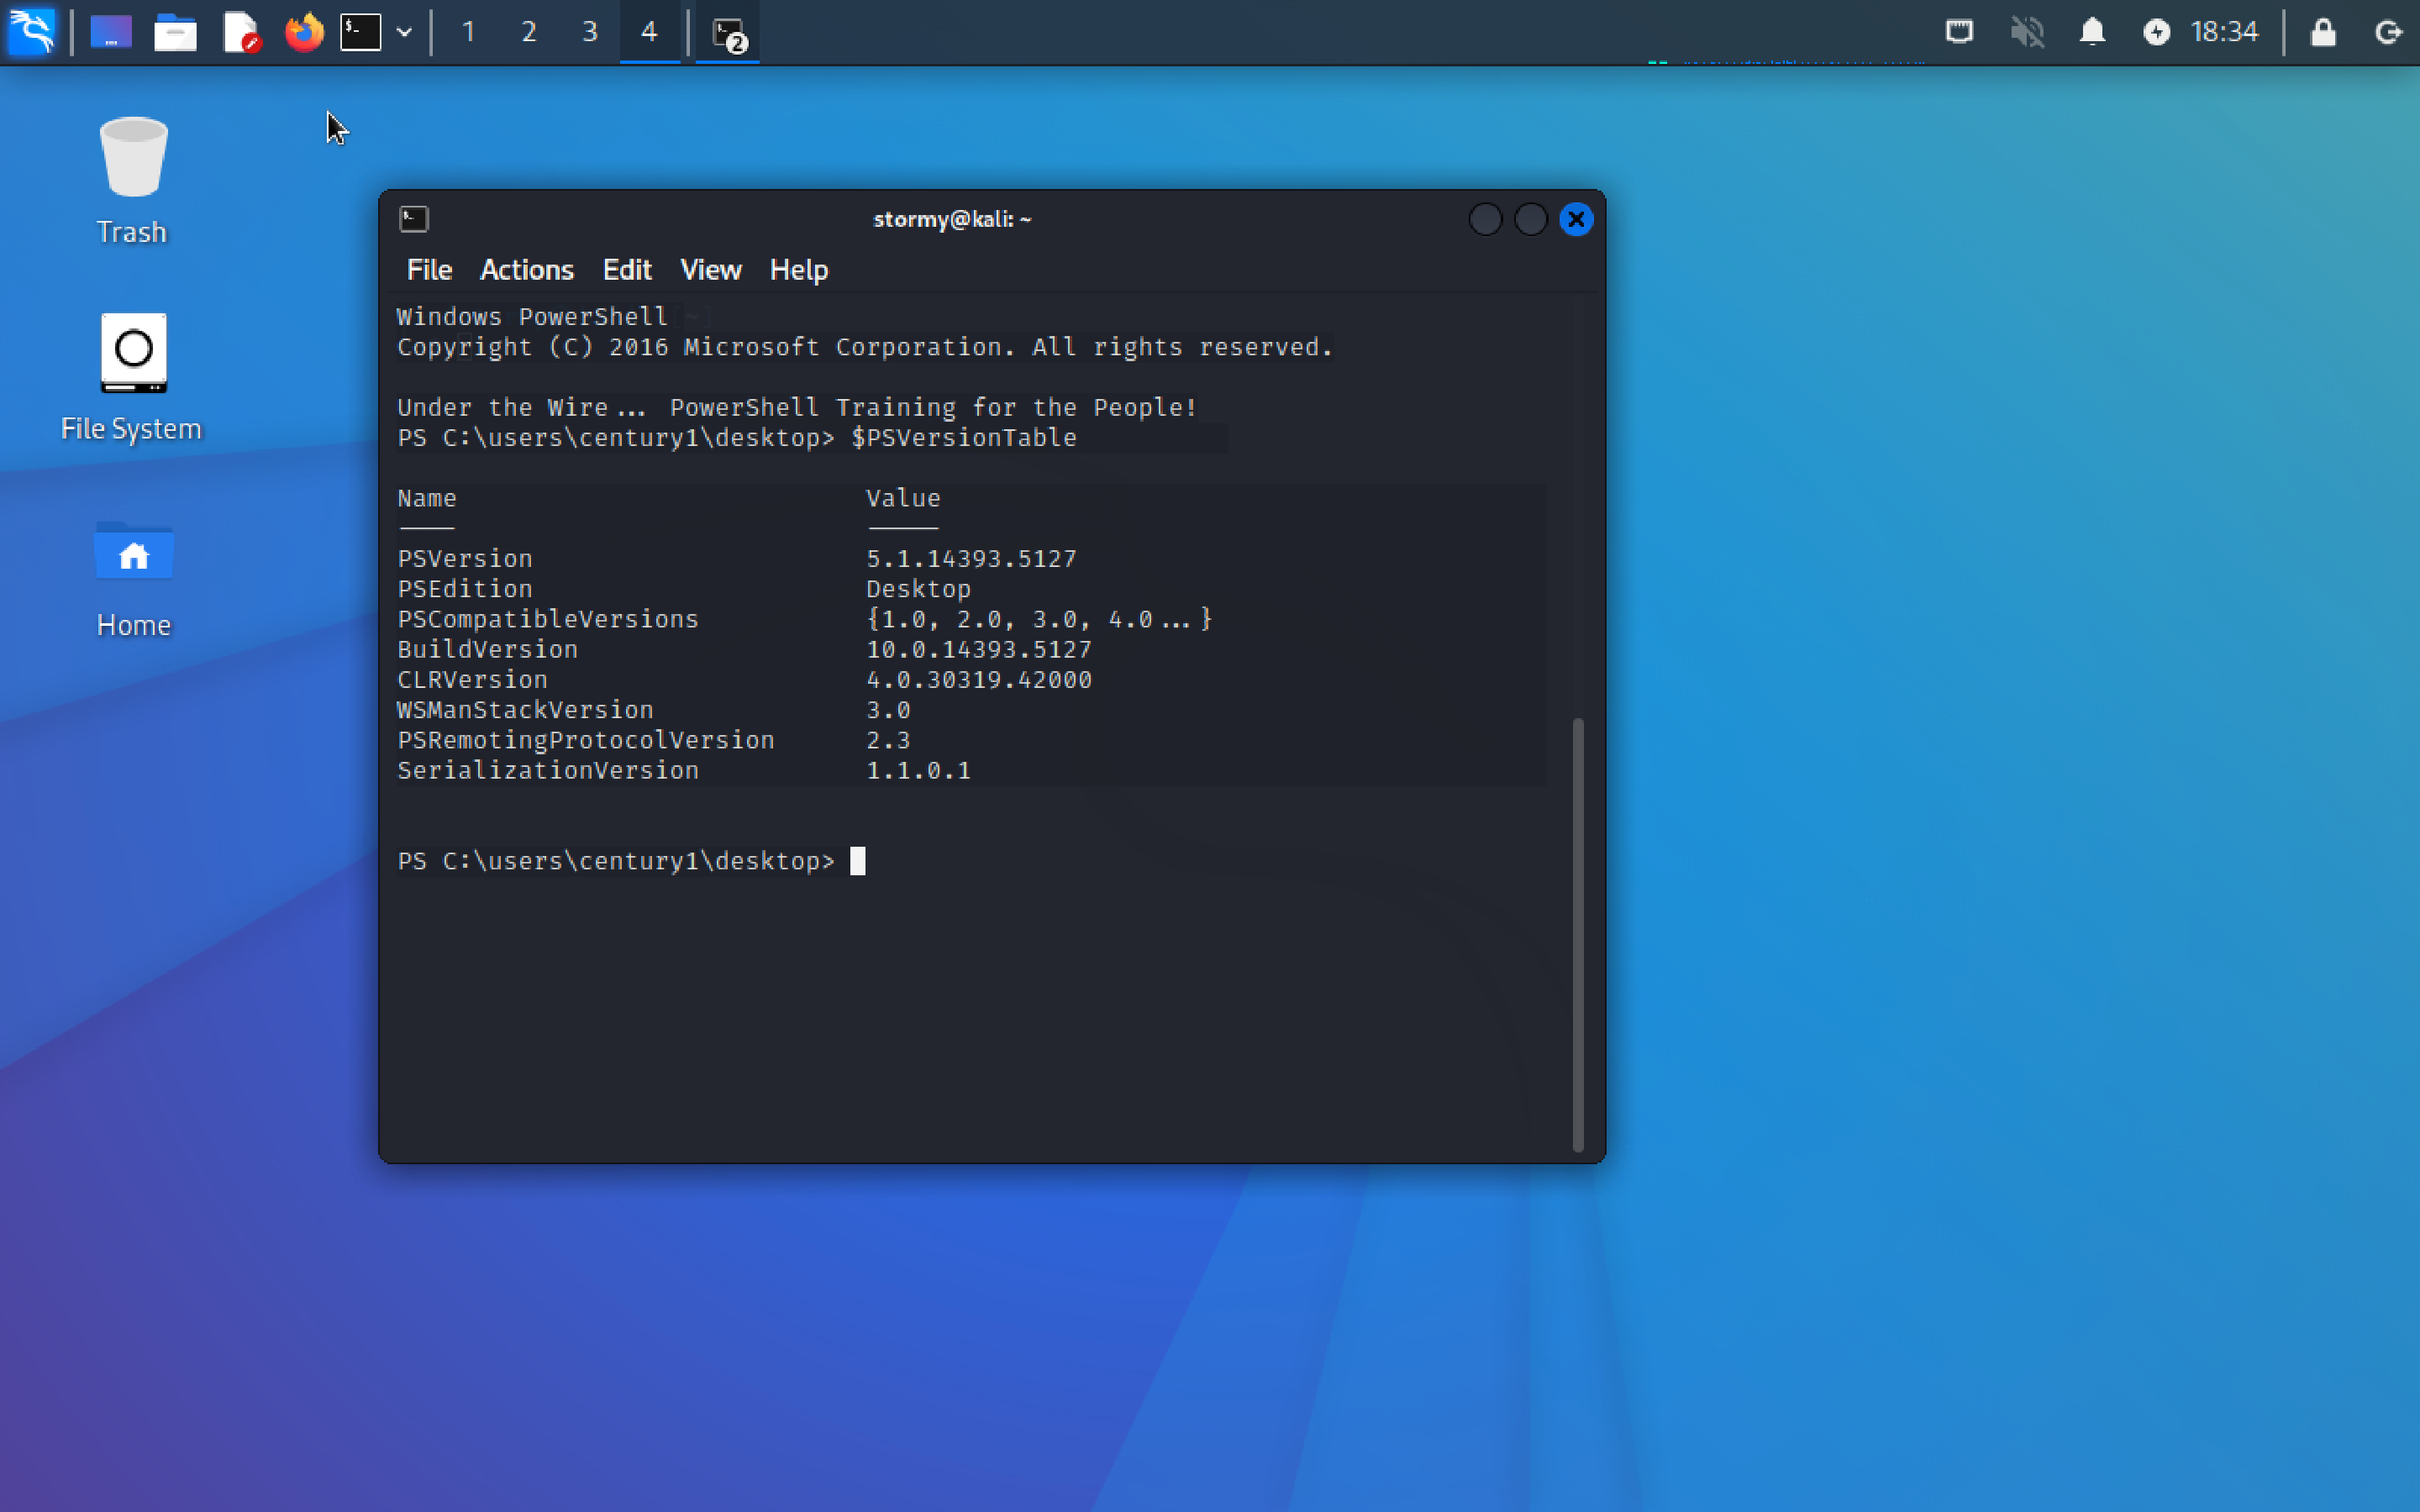 1 2 3 4 2 18:34
Trash
File System
Home
stormy@kali: ~
File Actions Edit View Help
Windows PowerShell
Copyright (C) 2016 Microsoft Corporation. All rights reserved.
Under the Wire... PowerShell Training for the People!
PS C:\users\century1\desktop> $PSVersionTable
Name Value
---- -----
PSVersion 5.1.14393.5127
PSEdition Desktop
PSCompatibleVersions {1.0, 2.0, 3.0, 4.0...}
BuildVersion 10.0.14393.5127
CLRVersion 4.0.30319.42000
WSManStackVersion 3.0
PSRemotingProtocolVersion 2.3
SerializationVersion 1.1.0.1
PS C:\users\century1\desktop>